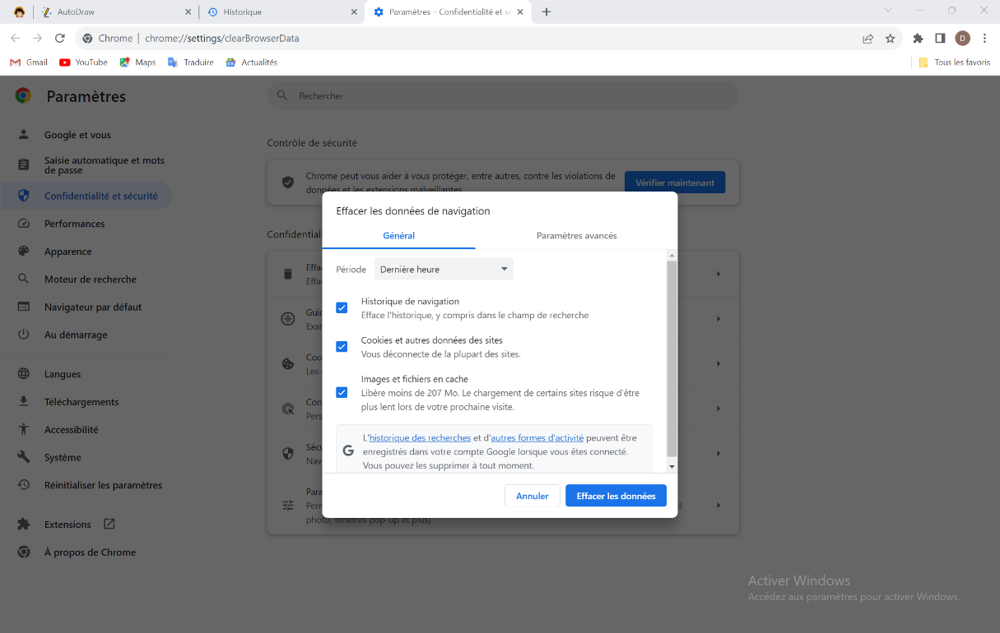 AutoDraw
Historique
Paramètres – Confidentialité et s
Chrome | chrome://settings/clearBrowserData
D
Gmail
YouTube
Maps
Traduire
Actualités
Tous les favoris
Paramètres
Rechercher
Google et vous
Saisie automatique et mots
de passe
Confidentialité et sécurité
Performances
Apparence
Moteur de recherche
Navigateur par défaut
Au démarrage
Langues
Téléchargements
Accessibilité
Système
Réinitialiser les paramètres
Extensions
À propos de Chrome
Contrôle de sécurité
Chrome peut vous aider à vous protéger, entre autres, contre les violations de
données et les extensions malveillantes
Vérifier maintenant
Confidential
Effa
Effac
Guid
Exar
Coo
Les
Con
Pers
Sécu
Nav
Para
Perr
photo, fenêtres pop-up et plus)
Effacer les données de navigation
Général
Paramètres avancés
Période
Dernière heure
Historique de navigation
Efface l'historique, y compris dans le champ de recherche
Cookies et autres données des sites
Vous déconnecte de la plupart des sites.
Images et fichiers en cache
Libère moins de 207 Mo. Le chargement de certains sites risque d'être
plus lent lors de votre prochaine visite.
L'historique des recherches et d'autres formes d'activité peuvent être
enregistrés dans votre compte Google lorsque vous êtes connecté.
Vous pouvez les supprimer à tout moment.
Annuler
Effacer les données
Activer Windows
Accédez aux paramètres pour activer Windows.